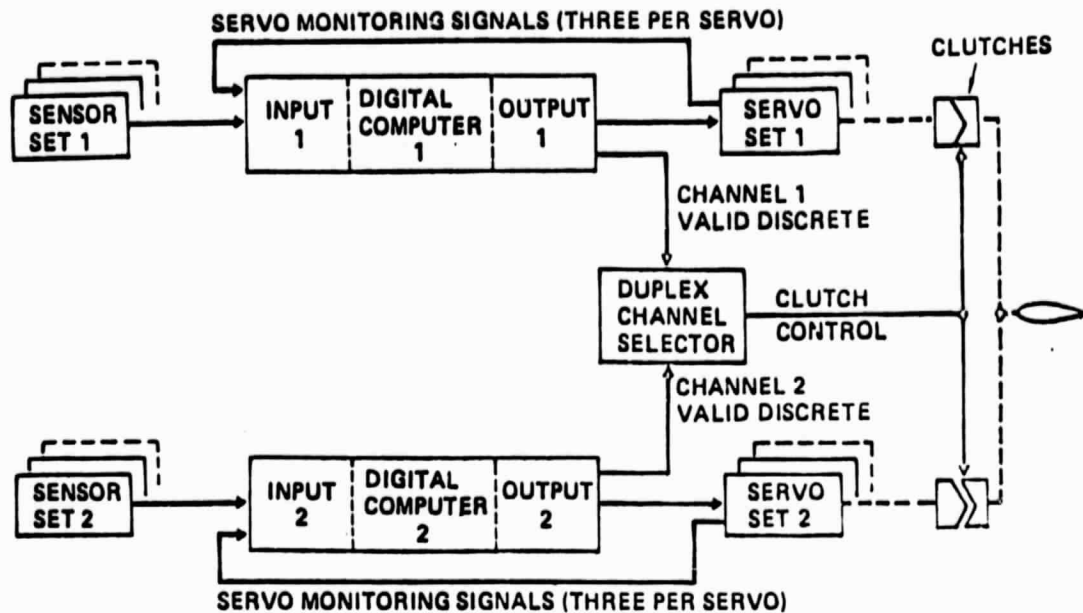 SERVO MONITORING SIGNALS (THREE PER SERVO)
CLUTCHES
SENSOR
SET 1
INPUT
1
DIGITAL
COMPUTER
1
OUTPUT
1
SERVO
SET 1
CHANNEL 1
VALID DISCRETE
DUPLEX
CHANNEL
SELECTOR
CLUTCH
CONTROL
CHANNEL 2
VALID DISCRETE
SENSOR
SET 2
INPUT
2
DIGITAL
COMPUTER
2
OUTPUT
2
SERVO
SET 2
SERVO MONITORING SIGNALS (THREE PER SERVO)